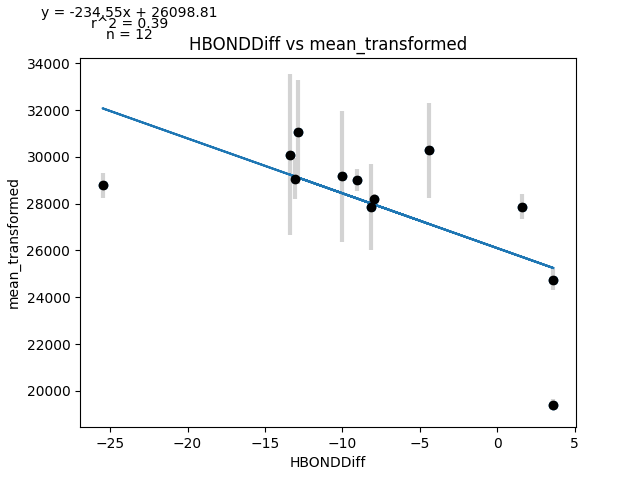 y = -234.55x + 26098.81
r^2 = 0.39
n = 12
HBONDDiff vs mean_transformed
34000
32000
30000
28000
26000
24000
22000
20000
mean_transformed
−25
−20
−15
−10
−5
0
5
HBONDDiff